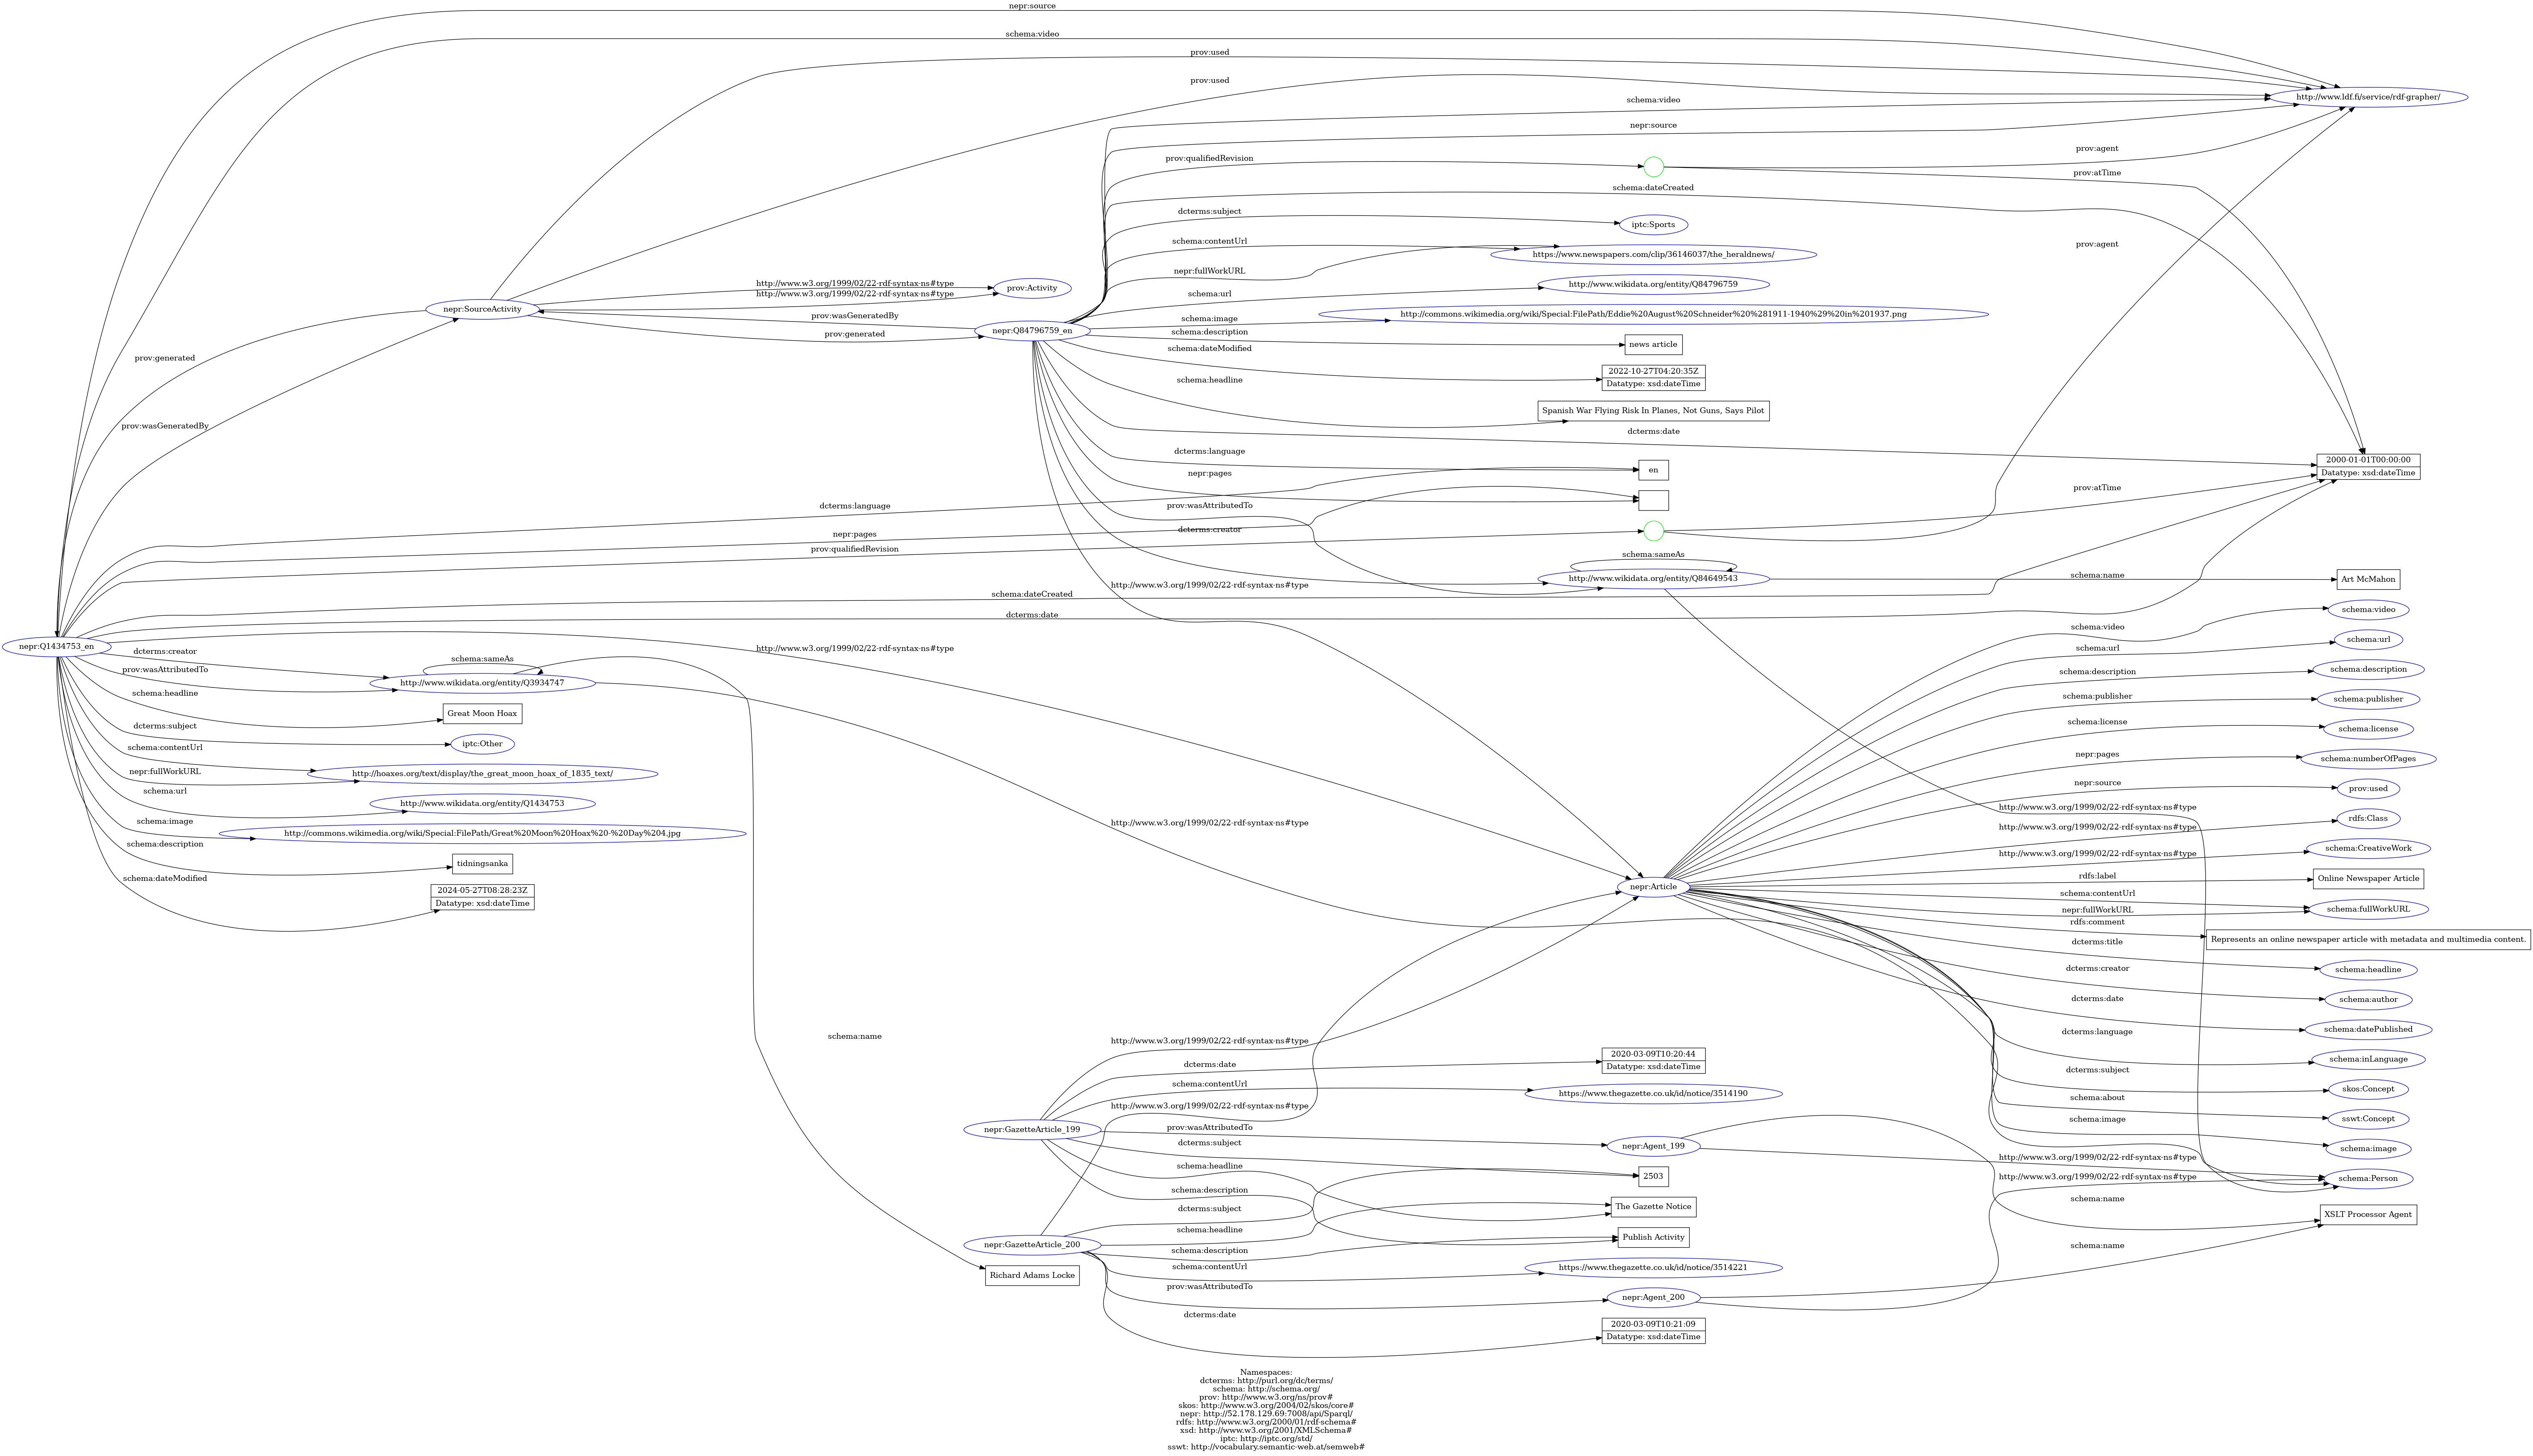 nepr:source
schema:video
prov:used
prov:used
http://www.ldf.fi/service/rdf-grapher/
schema:video
nepr:source
prov:agent
prov:qualifiedRevision
prov:atTime
schema:dateCreated
dcterms:subject
iptc:Sports
schema:contentUrl
prov:agent
https://www.newspapers.com/clip/36146037/the_heraldnews/
nepr:fullWorkURL
http://www.w3.org/1999/02/22-rdf-syntax-ns#type
prov:Activity
http://www.w3.org/1999/02/22-rdf-syntax-ns#type
schema:url
http://www.wikidata.org/entity/Q84796759
nepr:SourceActivity
prov:wasGeneratedBy
schema:image
http://commons.wikimedia.org/wiki/Special:FilePath/Eddie%20August%20Schneider%20%281911-1940%29%20in%201937.png
nepr:Q84796759_en
prov:generated
schema:description
news article
schema:dateModified
prov:generated
2022-10-27T04:20:35Z
Datatype: xsd:dateTime
schema:headline
Spanish War Flying Risk In Planes, Not Guns, Says Pilot
prov:wasGeneratedBy
dcterms:date
dcterms:language
2000-01-01T00:00:00
Datatype: xsd:dateTime
en
nepr:pages
prov:atTime
dcterms:language
prov:wasAttributedTo
dcterms:creator
nepr:pages
prov:qualifiedRevision
schema:sameAs
http://www.wikidata.org/entity/Q84649543
schema:name
Art McMahon
http://www.w3.org/1999/02/22-rdf-syntax-ns#type
schema:dateCreated
schema:video
dcterms:date
schema:video
nepr:Q1434753_en
schema:url
schema:url
dcterms:creator
http://www.w3.org/1999/02/22-rdf-syntax-ns#type
schema:sameAs
prov:wasAttributedTo
schema:description
schema:description
http://www.wikidata.org/entity/Q3934747
schema:headline
schema:publisher
schema:publisher
Great Moon Hoax
dcterms:subject
schema:license
schema:license
iptc:Other
schema:contentUrl
nepr:pages
schema:numberOfPages
nepr:fullWorkURL
http://hoaxes.org/text/display/the_great_moon_hoax_of_1835_text/
nepr:source
prov:used
schema:url
http://www.wikidata.org/entity/Q1434753
http://www.w3.org/1999/02/22-rdf-syntax-ns#type
schema:image
http://www.w3.org/1999/02/22-rdf-syntax-ns#type
http://www.w3.org/1999/02/22-rdf-syntax-ns#type
rdfs:Class
http://commons.wikimedia.org/wiki/Special:FilePath/Great%20Moon%20Hoax%20-%20Day%204.jpg
schema:description
http://www.w3.org/1999/02/22-rdf-syntax-ns#type
schema:CreativeWork
tidningsanka
schema:dateModified
rdfs:label
Online Newspaper Article
nepr:Article
2024-05-27T08:28:23Z
Datatype: xsd:dateTime
schema:contentUrl
nepr:fullWorkURL
schema:fullWorkURL
rdfs:comment
Represents an online newspaper article with metadata and multimedia content.
dcterms:title
schema:headline
dcterms:creator
schema:author
dcterms:date
schema:datePublished
schema:name
dcterms:language
http://www.w3.org/1999/02/22-rdf-syntax-ns#type
2020-03-09T10:20:44
Datatype: xsd:dateTime
schema:inLanguage
dcterms:date
dcterms:subject
schema:contentUrl
https://www.thegazette.co.uk/id/notice/3514190
skos:Concept
schema:about
http://www.w3.org/1999/02/22-rdf-syntax-ns#type
sswt:Concept
schema:image
nepr:GazetteArticle_199
prov:wasAttributedTo
nepr:Agent_199
schema:image
dcterms:subject
http://www.w3.org/1999/02/22-rdf-syntax-ns#type
schema:headline
2503
http://www.w3.org/1999/02/22-rdf-syntax-ns#type
schema:Person
schema:description
schema:name
dcterms:subject
The Gazette Notice
XSLT Processor Agent
schema:headline
Publish Activity
nepr:GazetteArticle_200
schema:description
schema:name
schema:contentUrl
https://www.thegazette.co.uk/id/notice/3514221
Richard Adams Locke
prov:wasAttributedTo
nepr:Agent_200
dcterms:date
2020-03-09T10:21:09
Datatype: xsd:dateTime
Namespaces:
dcterms: http://purl.org/dc/terms/
schema: http://schema.org/
prov: http://www.w3.org/ns/prov#
skos: http://www.w3.org/2004/02/skos/core#
nepr: http://52.178.129.69:7008/api/Sparql/
rdfs: http://www.w3.org/2000/01/rdf-schema#
xsd: http://www.w3.org/2001/XMLSchema#
iptc: http://iptc.org/std/
sswt: http://vocabulary.semantic-web.at/semweb#